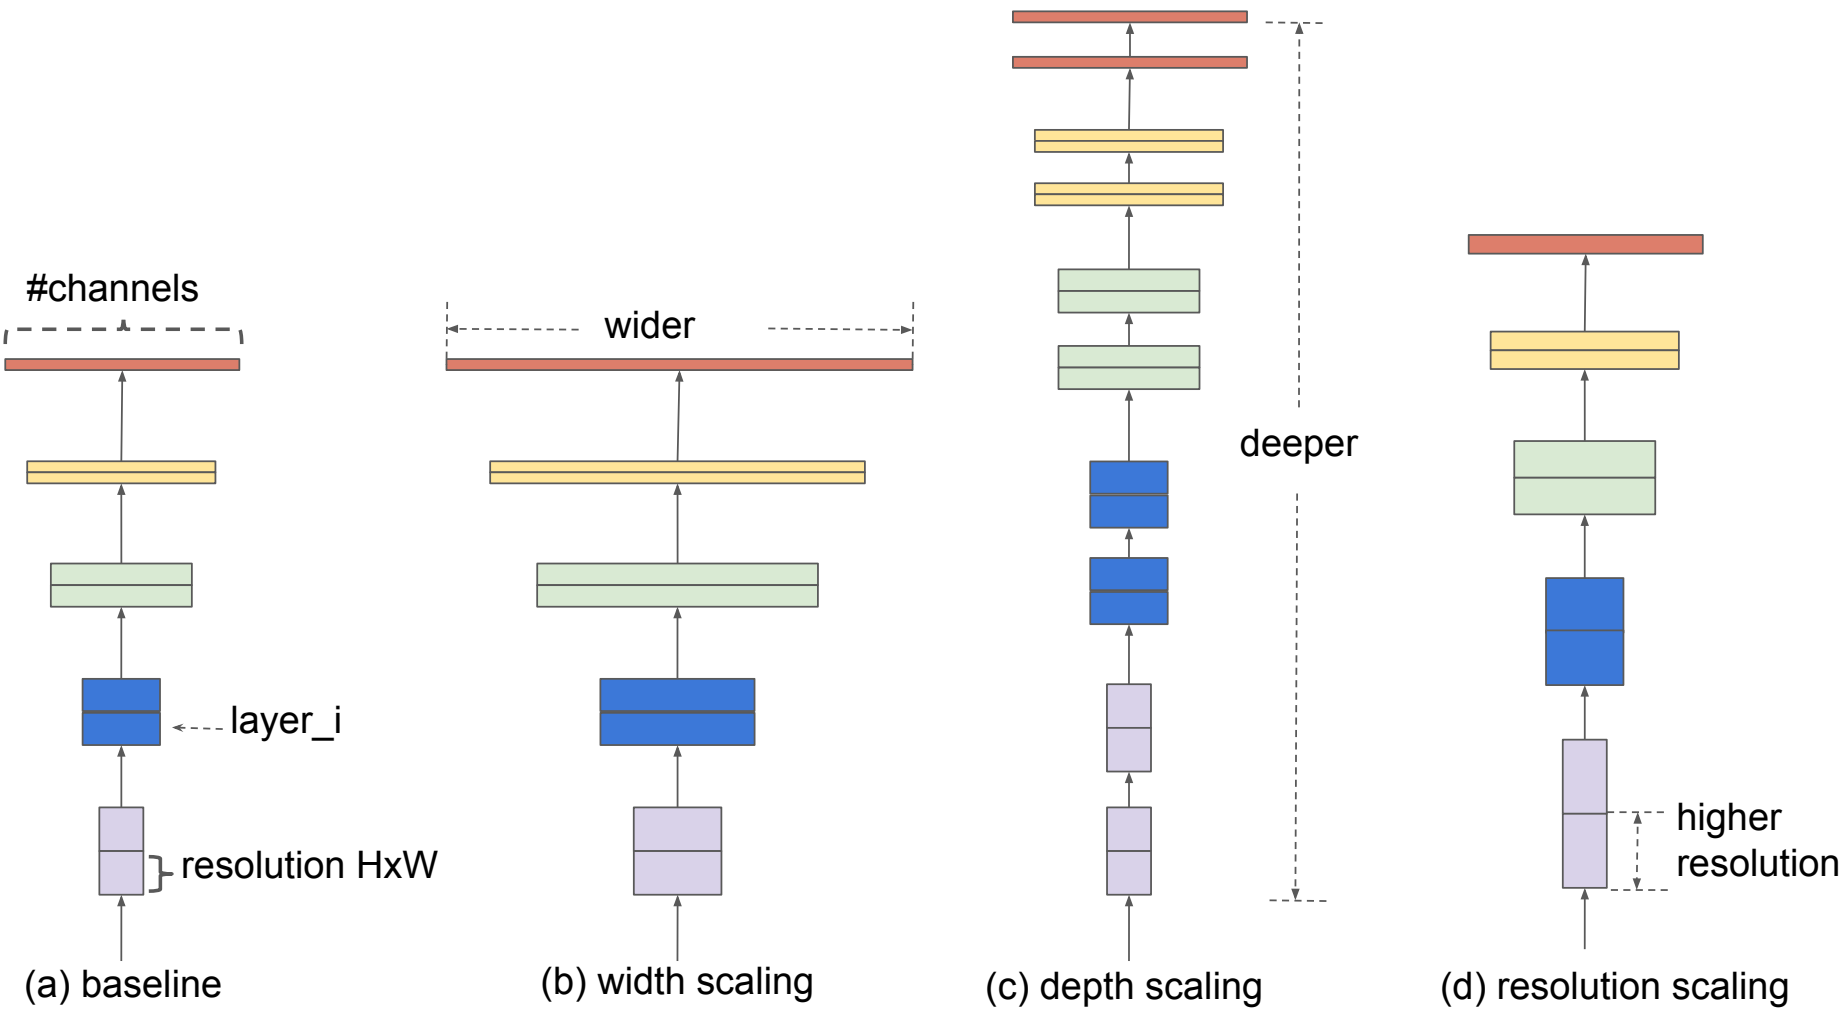 #channels
layer_i
resolution HxW
(a) baseline
wider
(b) width scaling
deeper
(c) depth scaling
higher
resolution
(d) resolution scaling